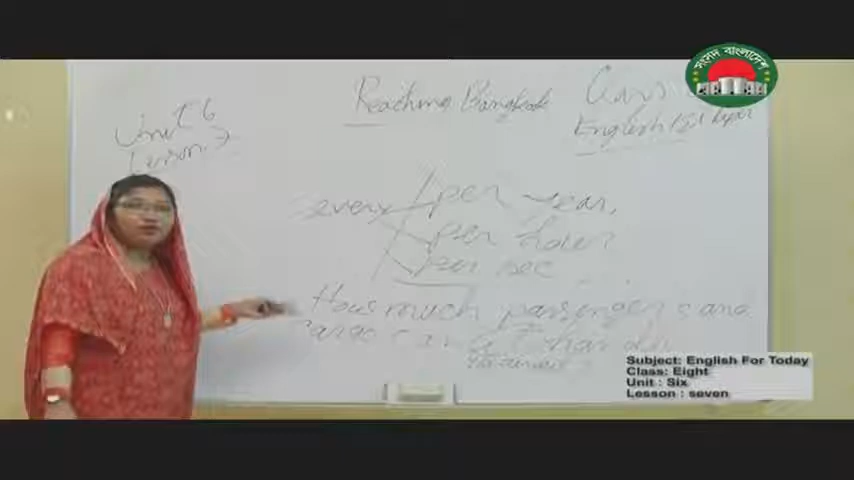 সংসদ বাংলাদেশ
Reaching Bangkok
Unit 6
English 1st Paper
Lesson 7
every per year,
per hour
per sec
How much passengers and
cargo can
Subject: English For Today
Class: Eight
Unit : Six
Lesson : seven